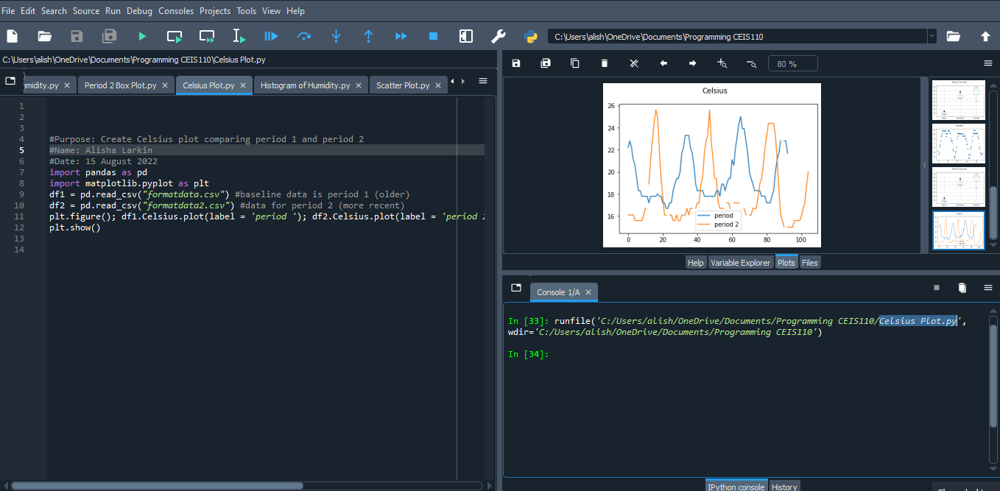 File Edit Search Source Run Debug Consoles Projects Tools View Help
C:\Users\alish\OneDrive\Documents\Programming CEIS110
C:\Users\alish\OneDrive\Documents\Programming CEIS110\Celsius Plot.py
midity.py Period 2 Box Plot.py Celsius Plot.py Histogram of Humidity.py Scatter Plot.py
1
2
3
4 #Purpose: Create Celsius plot comparing period 1 and period 2
5 #Name: Alisha Larkin
6 #Date: 15 August 2022
7 import pandas as pd
8 import matplotlib.pyplot as plt
9 df1 = pd.read_csv("formatdata.csv") #baseline data is period 1 (older)
10 df2 = pd.read_csv("formatdata2.csv") #data for period 2 (more recent)
11 plt.figure(); df1.Celsius.plot(label = 'period '); df2.Celsius.plot(label = 'period 2
12 plt.show()
13
14
80 %
Celsius
26
24
22
20
18
16
0 20 40 60 80 100
period
period 2
Help Variable Explorer Plots Files
Console 1/A
In [33]: runfile('C:/Users/alish/OneDrive/Documents/Programming CEIS110/Celsius Plot.py',
wdir='C:/Users/alish/OneDrive/Documents/Programming CEIS110')
In [34]:
IPython console History